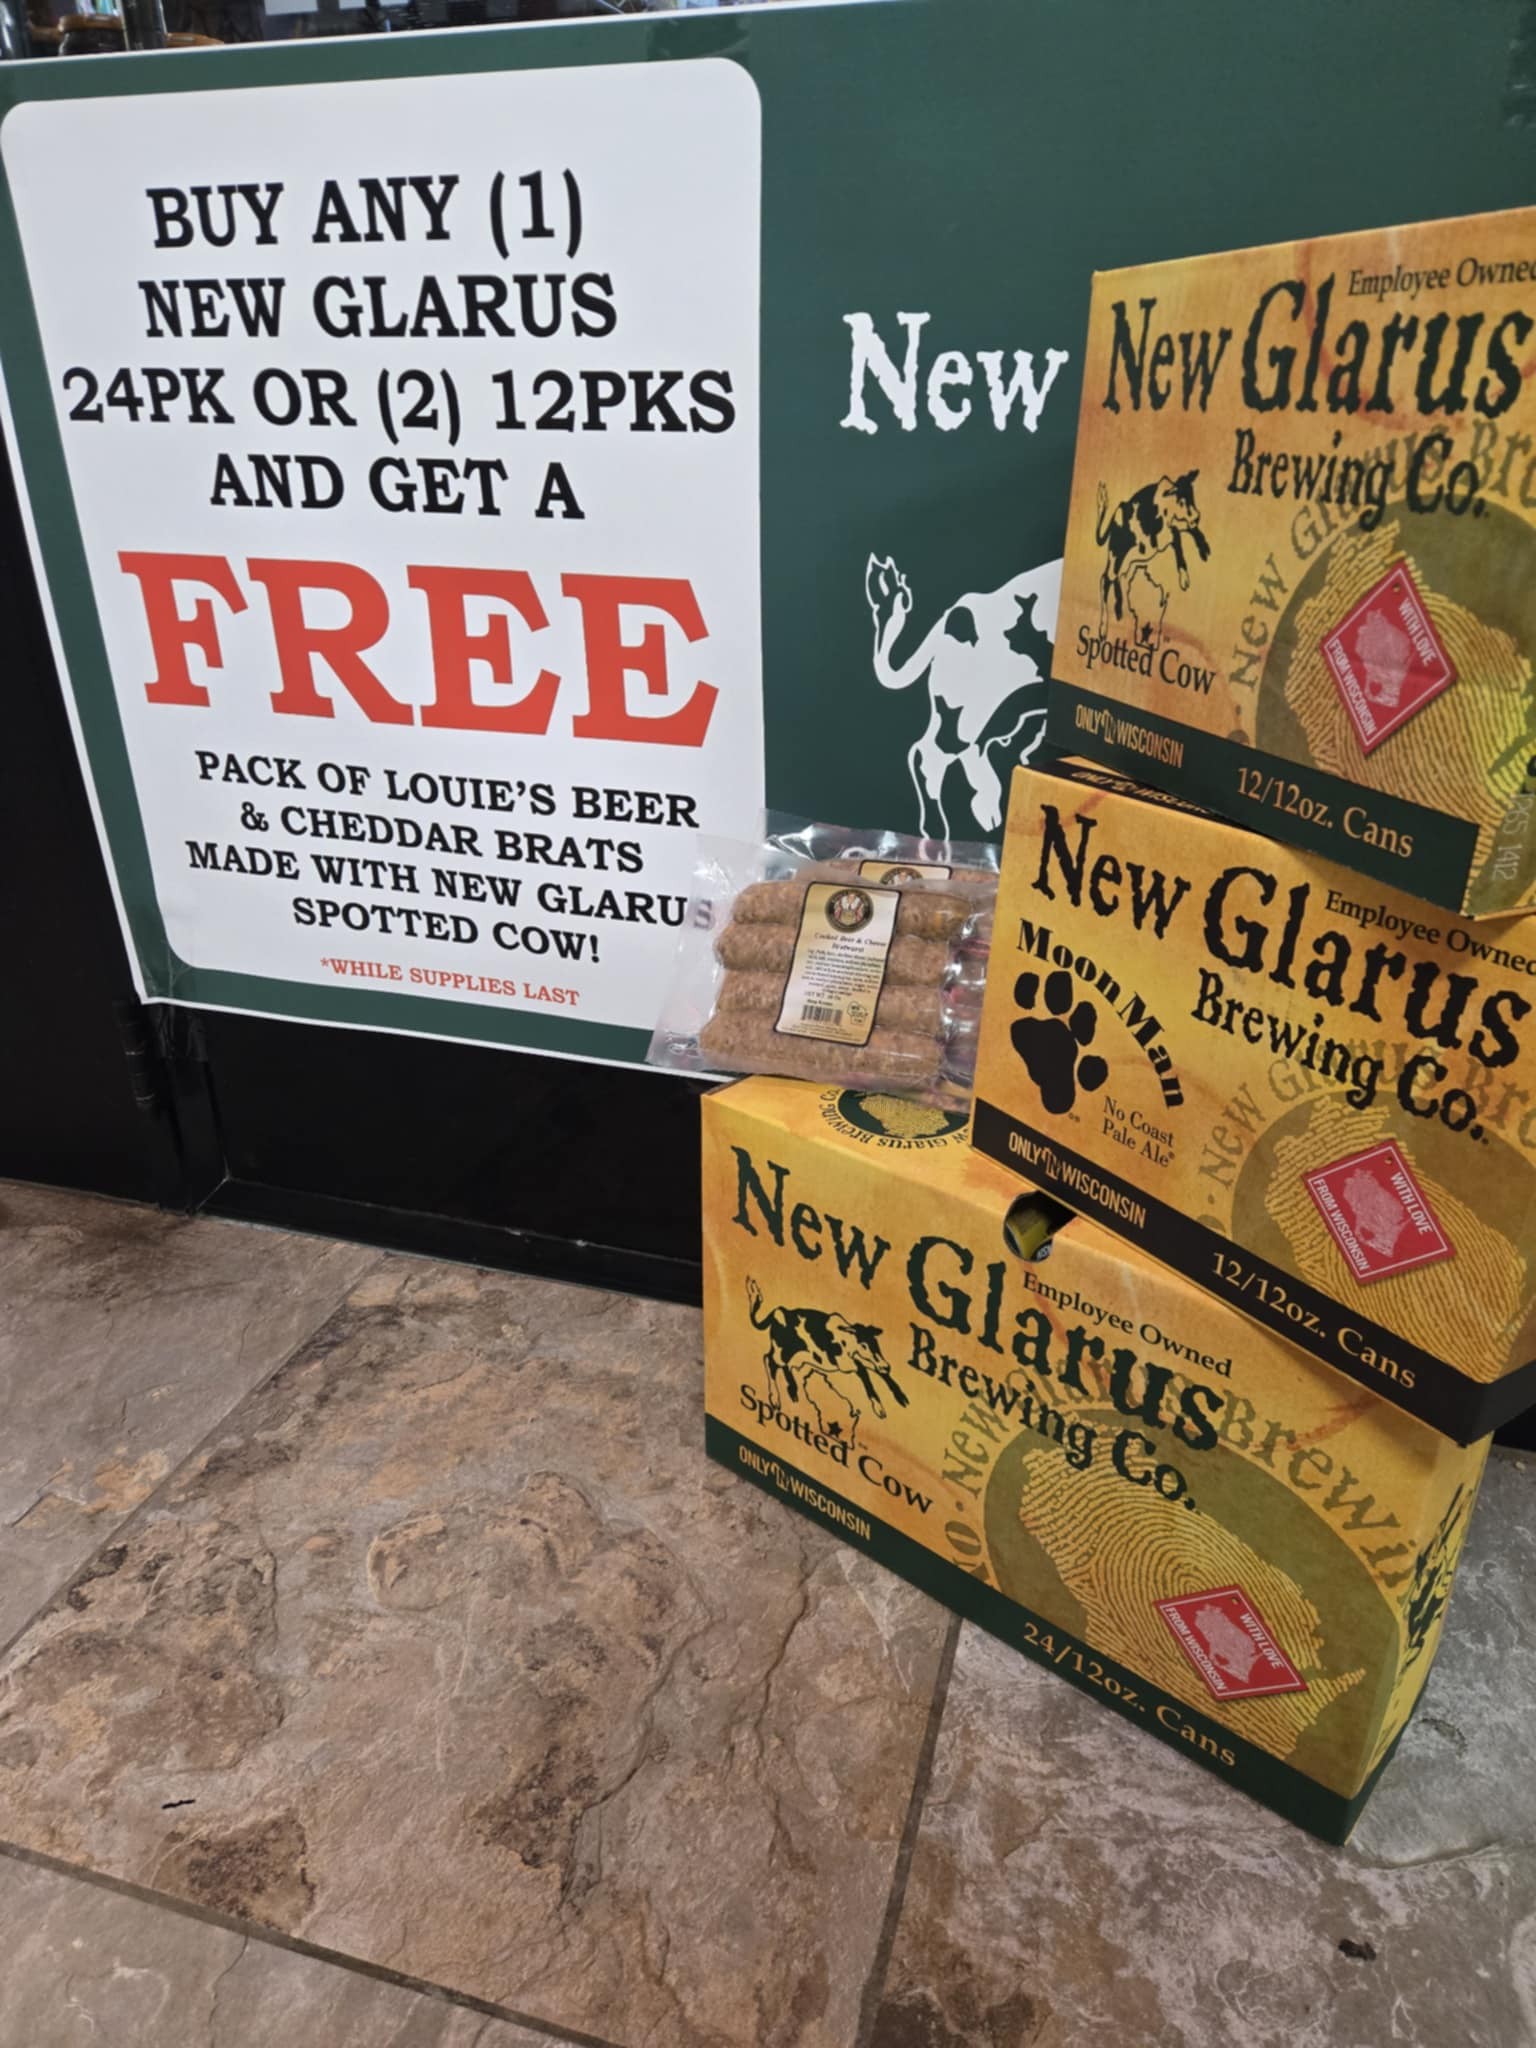 BUY ANY (1)
NEW GLARUS
24PK OR (2) 12PKS
AND GET A
FREE
PACK OF LOUIE'S BEER
& CHEDDAR BRATS
MADE WITH NEW GLARUS
SPOTTED COW!
*WHILE SUPPLIES LAST
New
Employee Owned
New Glarus
Brewing Co.
Spotted Cow
WITH LOVE
FROM WISCONSIN
ONLY IN WISCONSIN
12/12oz. Cans
Employee Owned
New Glarus
Brewing Co.
Moon Man
No Coast
Pale Ale
WITH LOVE
FROM WISCONSIN
ONLY IN WISCONSIN
12/12oz. Cans
Cooked Beer & Cheese
Bratwurst
New Glarus
Employee Owned
Brewing Co.
Spotted Cow
WITH LOVE
FROM WISCONSIN
ONLY IN WISCONSIN
24/12oz. Cans